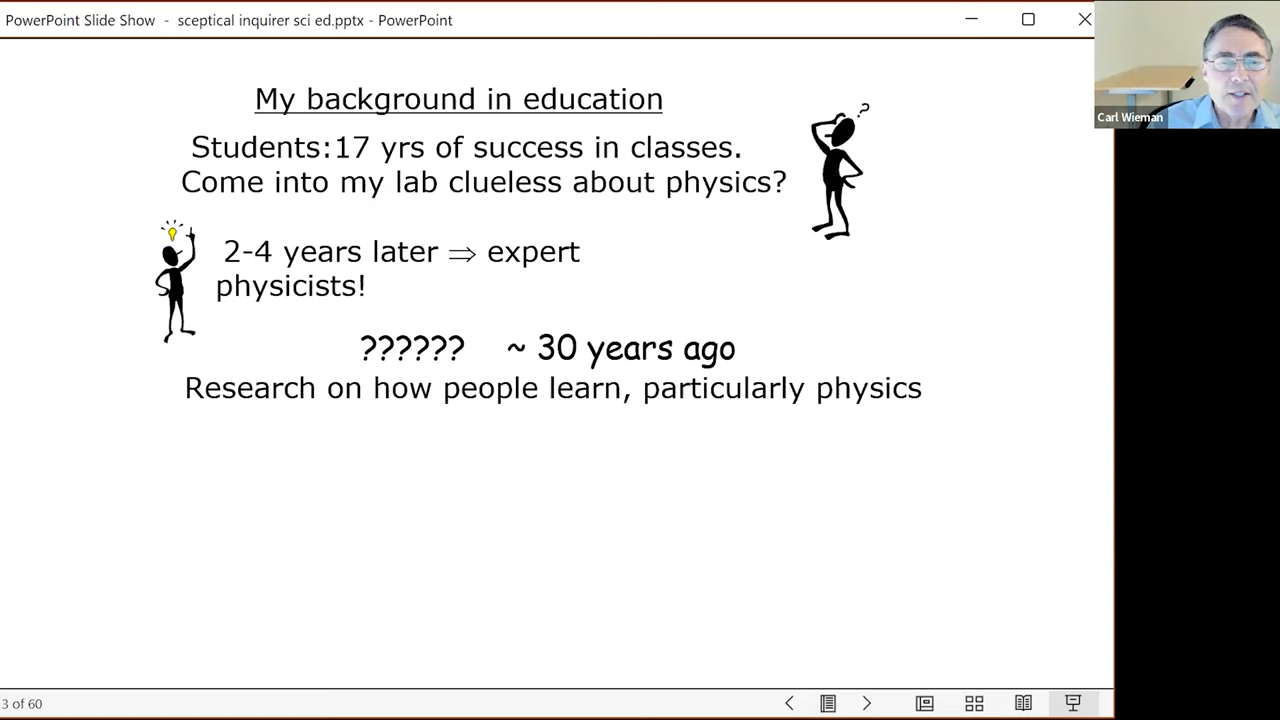 PowerPoint Slide Show - sceptical inquirer sci ed.pptx - PowerPoint
Carl Wieman
My background in education
Students:17 yrs of success in classes.
Come into my lab clueless about physics?
?
2-4 years later ⇒ expert
physicists!
?????? ~ 30 years ago
Research on how people learn, particularly physics
3 of 60